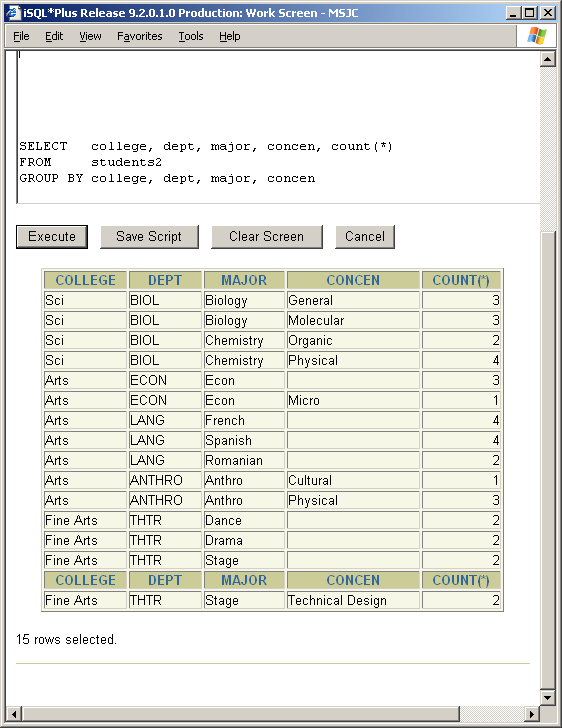 iSQL*Plus Release 9.2.0.1.0 Production: Work Screen - MSJC
File Edit View Favorites Tools Help
SELECT college, dept, major, concen, count(*)
FROM students2
GROUP BY college, dept, major, concen
Execute Save Script Clear Screen Cancel
COLLEGE DEPT MAJOR CONCEN COUNT(*)
Sci BIOL Biology General 3
Sci BIOL Biology Molecular 3
Sci BIOL Chemistry Organic 2
Sci BIOL Chemistry Physical 4
Arts ECON Econ 3
Arts ECON Econ Micro 1
Arts LANG French 4
Arts LANG Spanish 4
Arts LANG Romanian 2
Arts ANTHRO Anthro Cultural 1
Arts ANTHRO Anthro Physical 3
Fine Arts THTR Dance 2
Fine Arts THTR Drama 2
Fine Arts THTR Stage 2
COLLEGE DEPT MAJOR CONCEN COUNT(*)
Fine Arts THTR Stage Technical Design 2
15 rows selected.